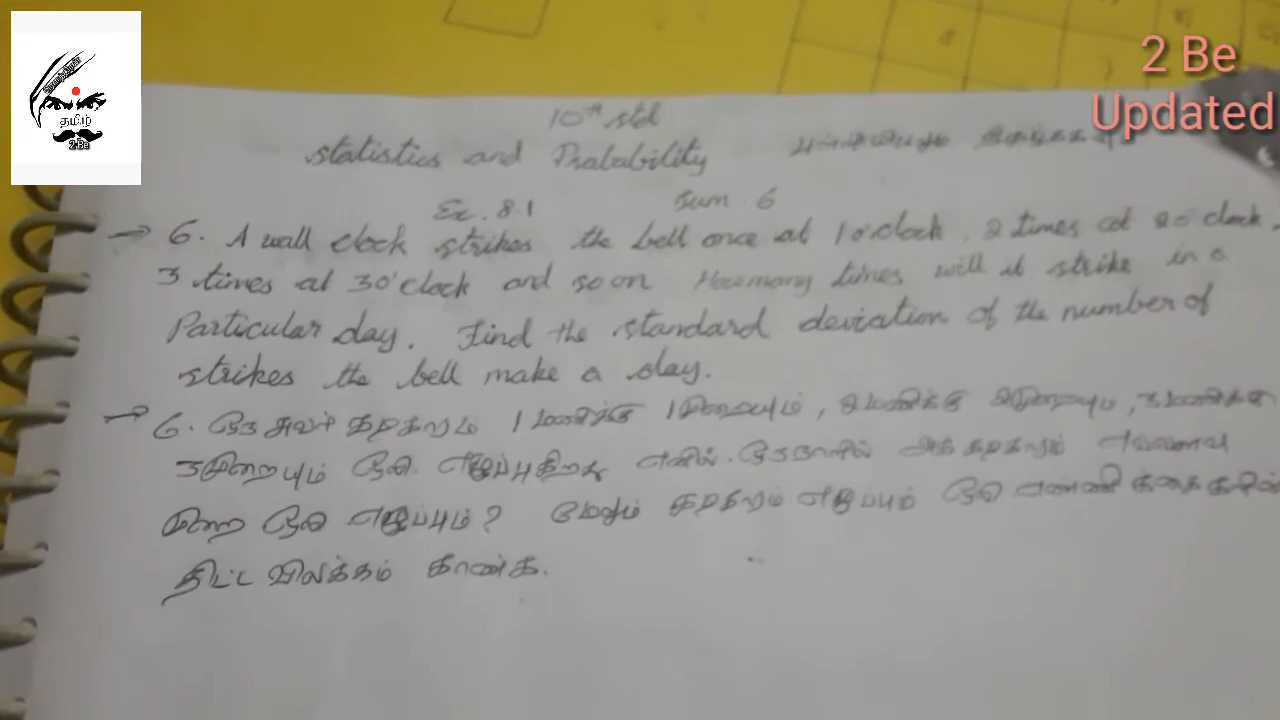 தமிழ்
2 Be
2 Be
Updated
10th std
Statistics and Probability
Ex. 8.1 Sum. 6
→ 6. A wall clock strikes the bell once at 1 o'clock, 2 times at 2 o'clock,
3 times at 3 o'clock and so on How many times will it strike in a
Particular day. Find the standard deviation of the number of
strikes the bell make a day.
→ 6. ஒரு சுவர் கடிகாரம் 1 மணிக்கு 1 முறையும், 2 மணிக்கு 2 முறையும், 3 மணிக்கு
3 முறையும் ஒலி எழுப்புகிறது எனில். ஒரு நாளில் அக் கடிகாரம் எவ்வளவு
முறை ஒலி எழுப்பும்? மேலும் கடிகாரம் எழுப்பும் ஒலி எண்ணிக்கைகளின்
திட்ட விலக்கம் காண்க.